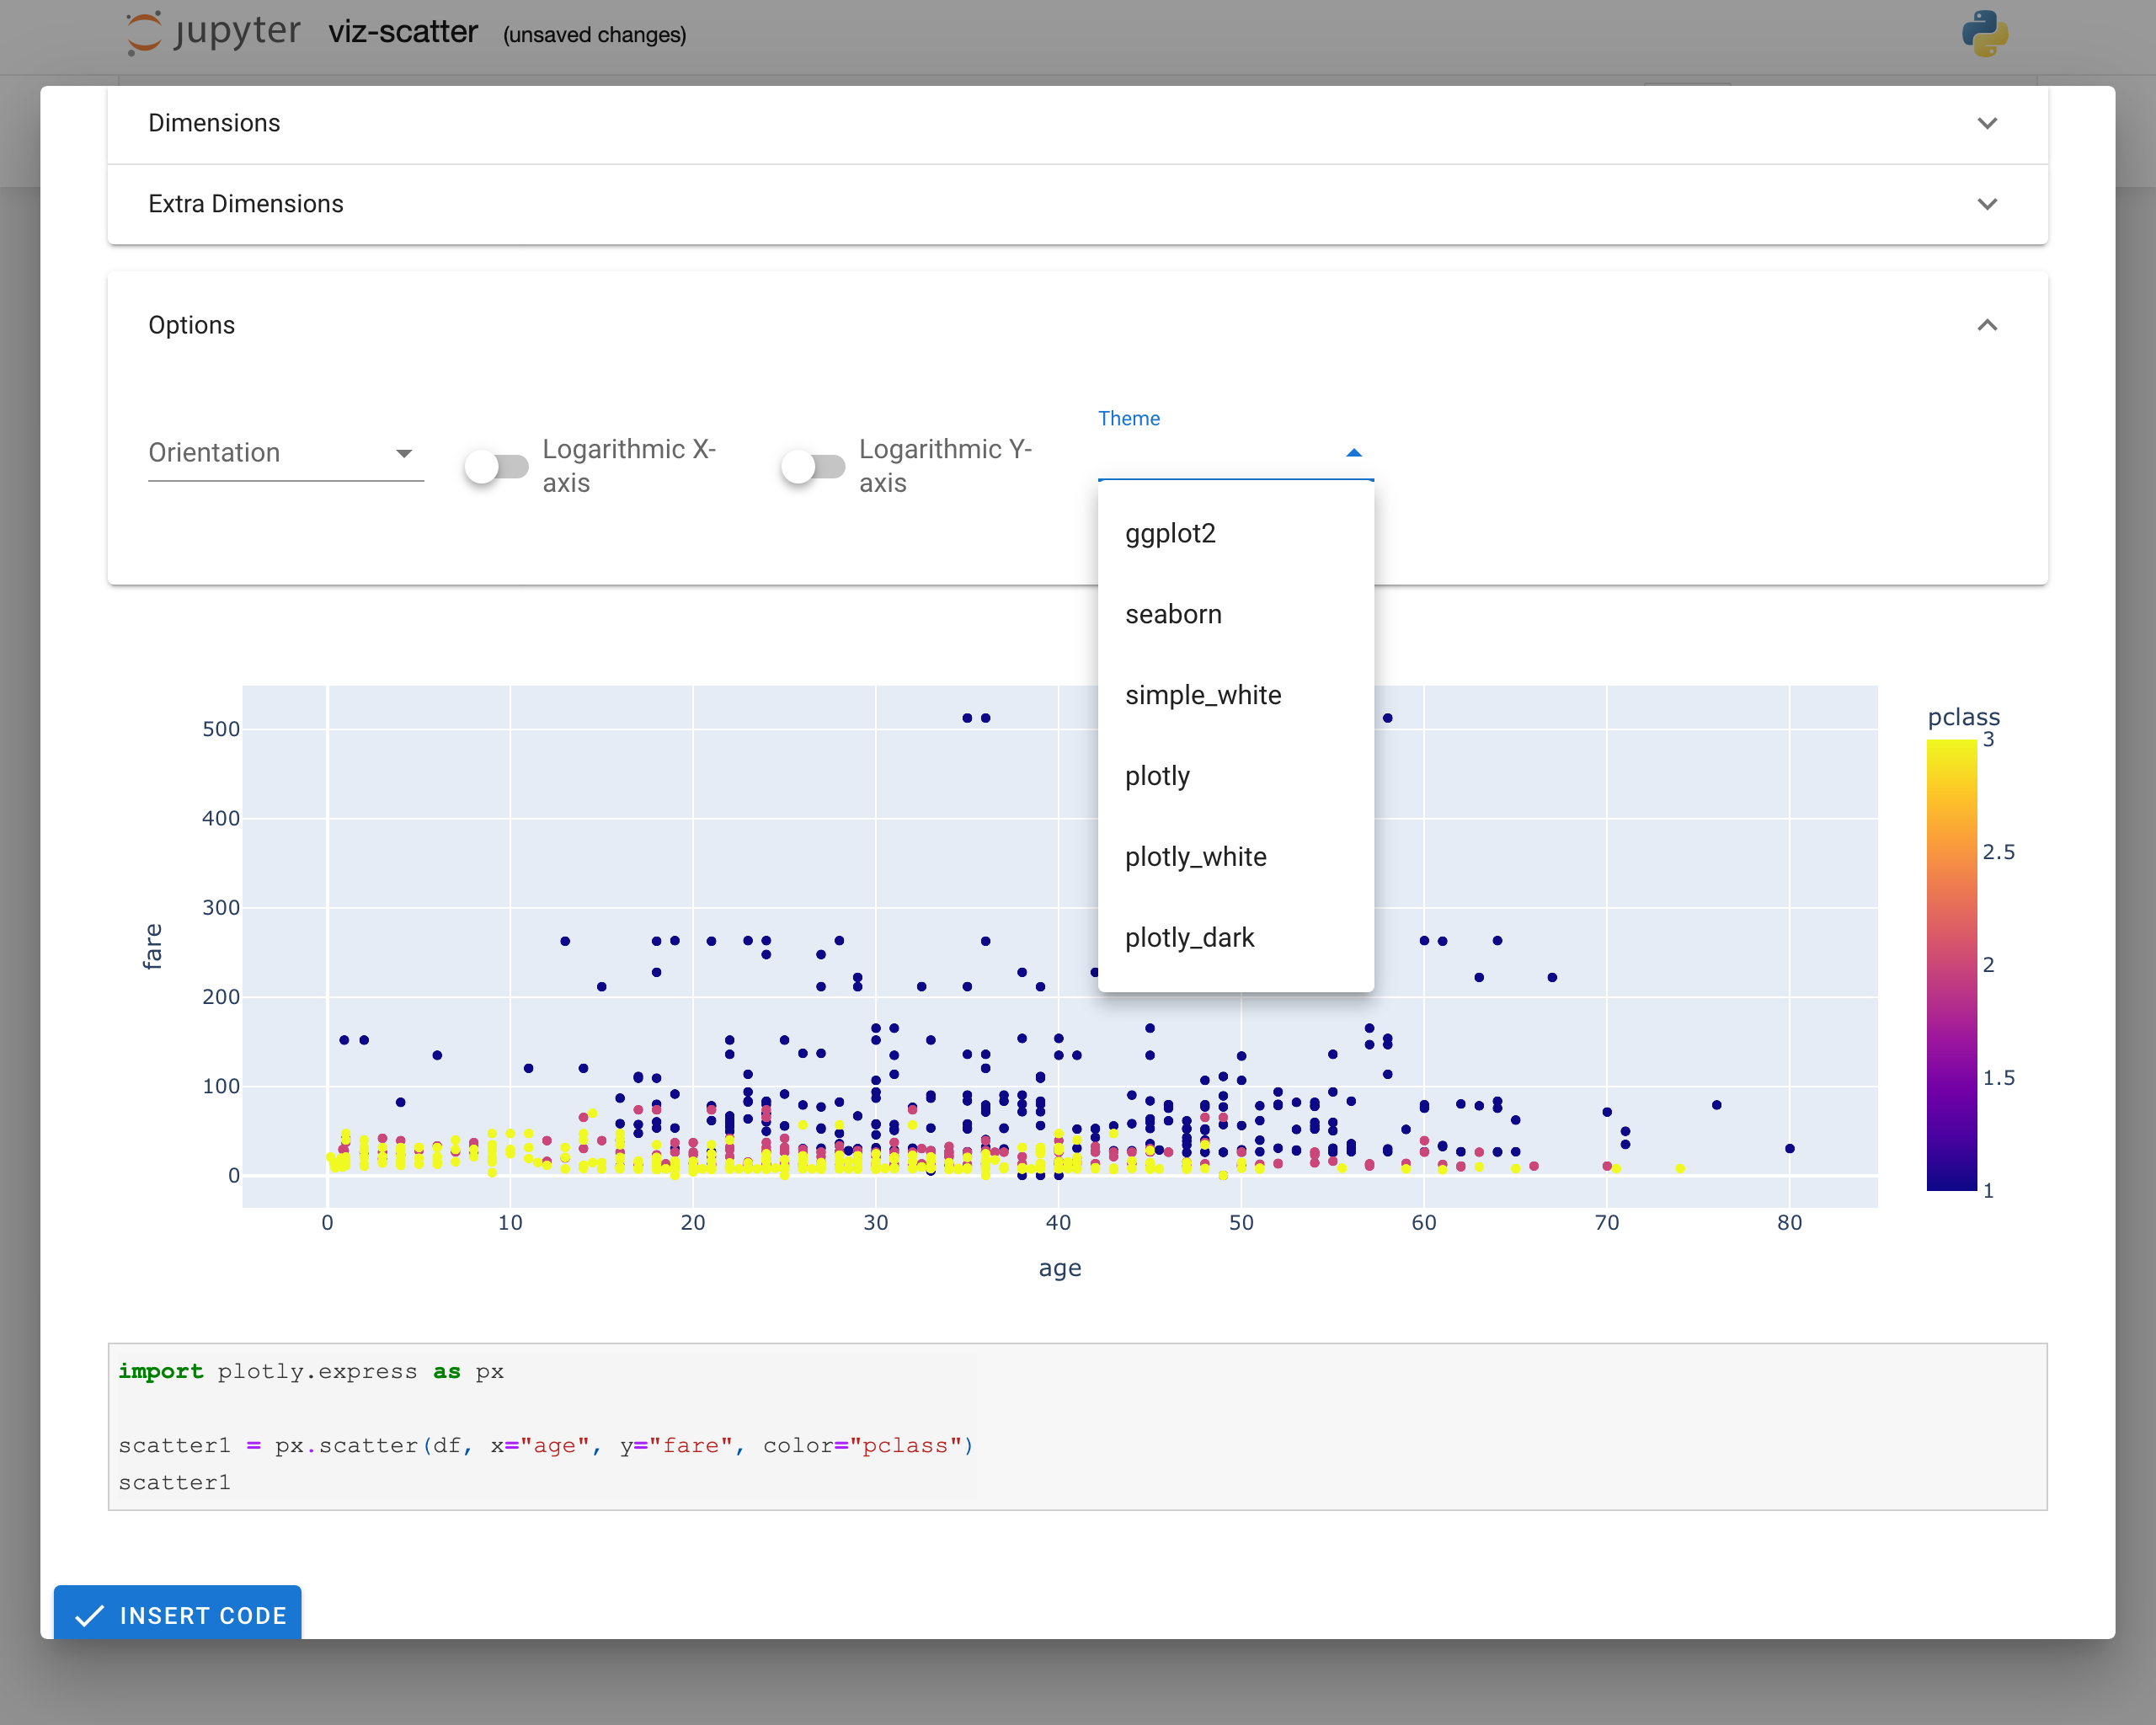 jupyter viz-scatter (unsaved changes)
Dimensions
Extra Dimensions
Options
Theme
Orientation
Logarithmic X-
axis
Logarithmic Y-
axis
ggplot2
seaborn
simple_white
plotly
plotly_white
plotly_dark
pclass
3
2.5
2
1.5
1
fare
500
400
300
200
100
0
0 10 20 30 40 50 60 70 80
age
import plotly.express as px
scatter1 = px.scatter(df, x="age", y="fare", color="pclass")
scatter1
INSERT CODE